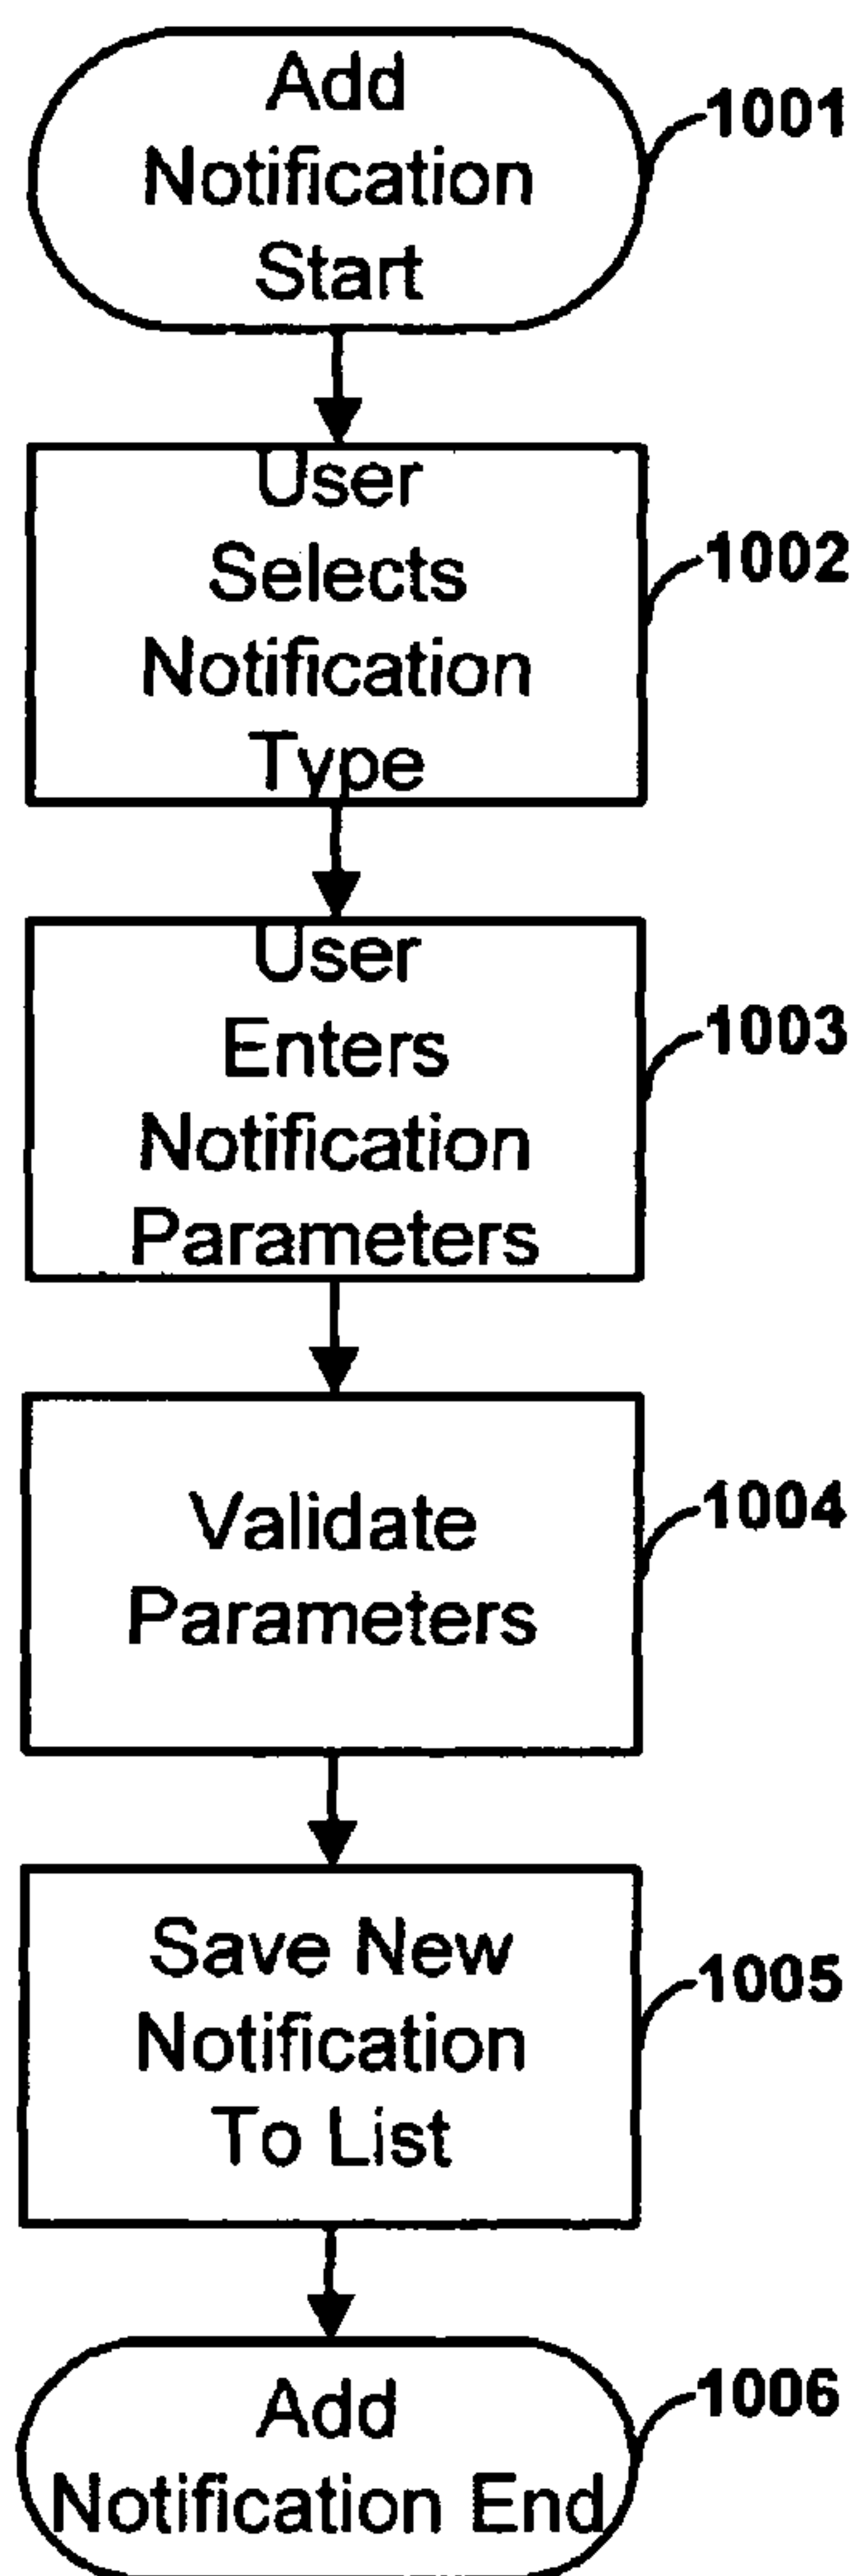 Add
Notification
Start
1001
User
Selects
Notification
Type
1002
User
Enters
Notification
Parameters
1003
Validate
Parameters
1004
Save New
Notification
To List
1005
Add
Notification End
1006